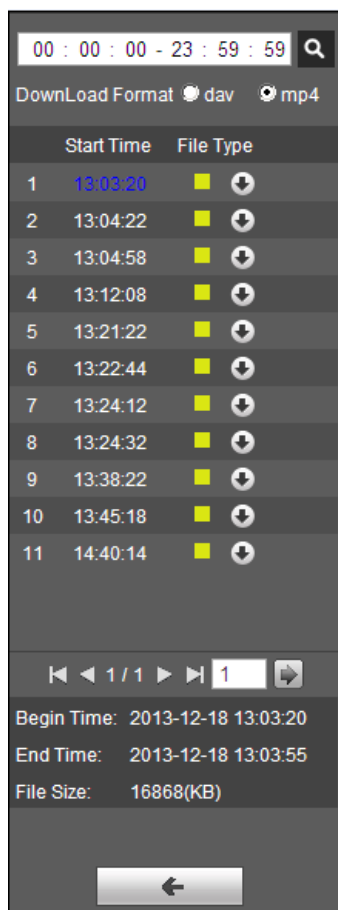 00 : 00 : 00 - 23 : 59 : 59
DownLoad Format dav mp4
Start Time File Type
1 13:03:20
2 13:04:22
3 13:04:58
4 13:12:08
5 13:21:22
6 13:22:44
7 13:24:12
8 13:24:32
9 13:38:22
10 13:45:18
11 14:40:14
1 / 1 1
Begin Time: 2013-12-18 13:03:20
End Time: 2013-12-18 13:03:55
File Size: 16868(KB)